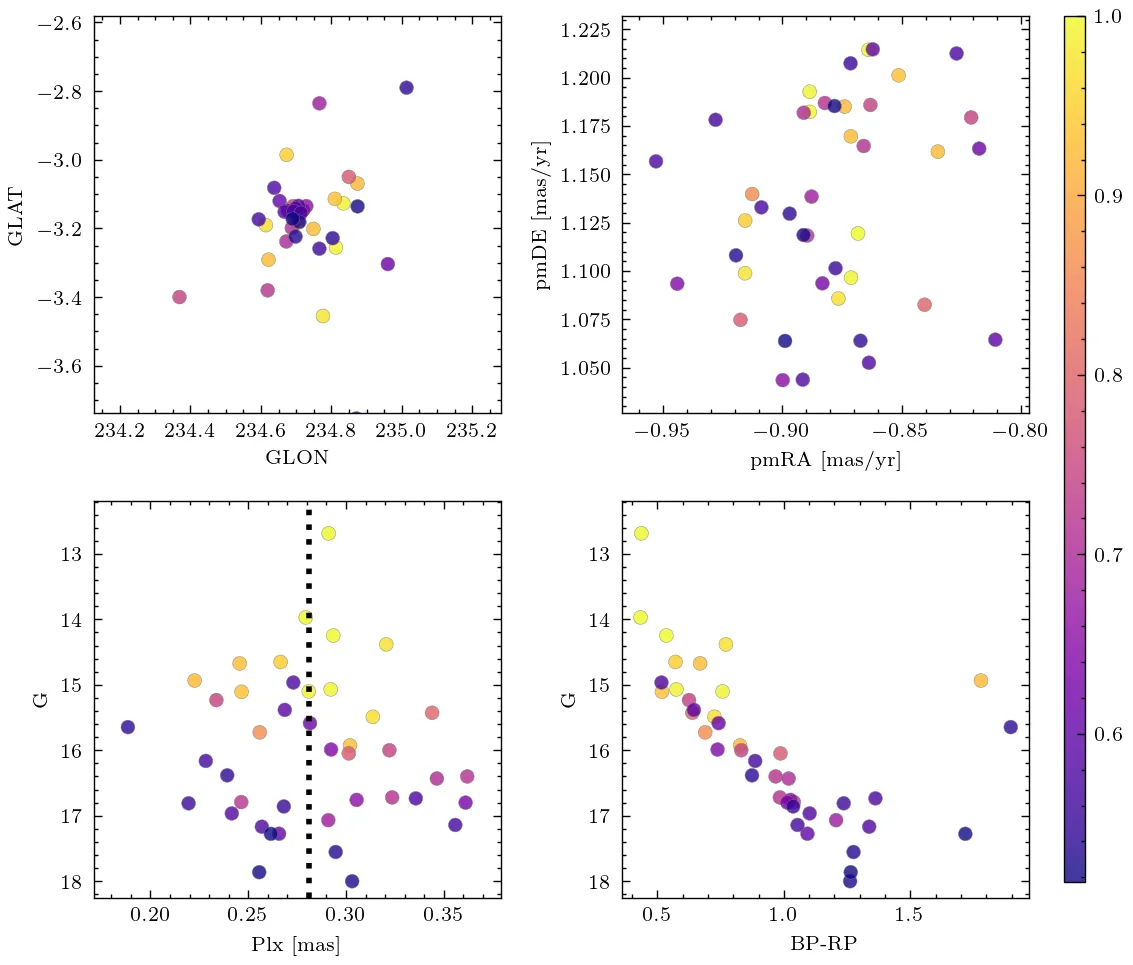 −2.6
−2.8
−3.0
−3.2
−3.4
−3.6
GLAT
234.2 234.4 234.6 234.8 235.0 235.2
GLON
1.225
1.200
1.175
1.150
1.125
1.100
1.075
1.050
pmDE [mas/yr]
−0.95 −0.90 −0.85 −0.80
pmRA [mas/yr]
1.0
0.9
0.8
0.7
0.6
13
14
15
16
17
18
G
0.20 0.25 0.30 0.35
Plx [mas]
13
14
15
16
17
18
G
0.5 1.0 1.5
BP-RP